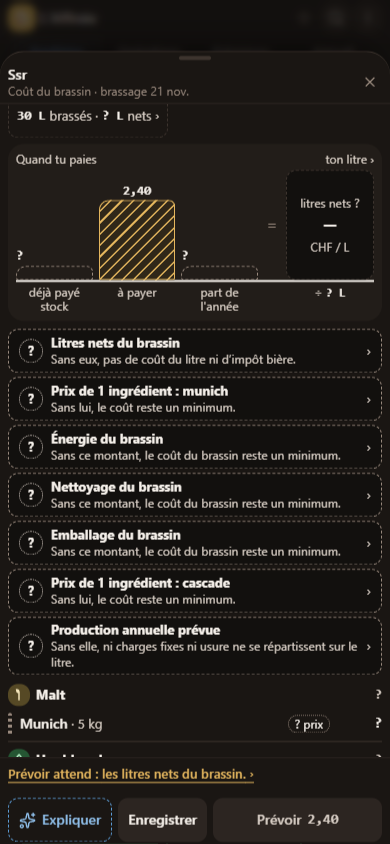 Ssr
Coût du brassin · brassage 21 nov.
30 L brassés · ? L nets ›
Quand tu paies
ton litre ›
2,40
litres nets ?
—
CHF / L
?
?
=
déjà payé
stock
à payer
part de
l'année
÷ ? L
? Litres nets du brassin ›
Sans eux, pas de coût du litre ni d'impôt bière.
? Prix de 1 ingrédient : munich ›
Sans lui, le coût reste un minimum.
? Énergie du brassin ›
Sans ce montant, le coût du brassin reste un minimum.
? Nettoyage du brassin ›
Sans ce montant, le coût du brassin reste un minimum.
? Emballage du brassin ›
Sans ce montant, le coût du brassin reste un minimum.
? Prix de 1 ingrédient : cascade ›
Sans lui, le coût reste un minimum.
? Production annuelle prévue ›
Sans elle, ni charges fixes ni usure ne se répartissent sur le
litre.
Malt ?
Munich · 5 kg ? prix ?
Prévoir attend : les litres nets du brassin. ›
Expliquer
Enregistrer
Prévoir 2,40